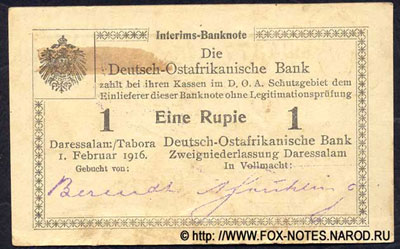 Interims-Banknote
Die
Deutsch-Ostafrikanische Bank
zahlt bei ihren Kassen im D. O. A. Schutzgebiet dem
Einlieferer dieser Banknote ohne Legitimationsprüfung
1 Eine Rupie 1
Daressalam/Tabora Deutsch-Ostafrikanische Bank
1. Februar 1916. Zweigniederlassung Daressalam
Gebucht von: In Vollmacht:
Berendt
http://www.FOX-NOTES.NAROD.RU